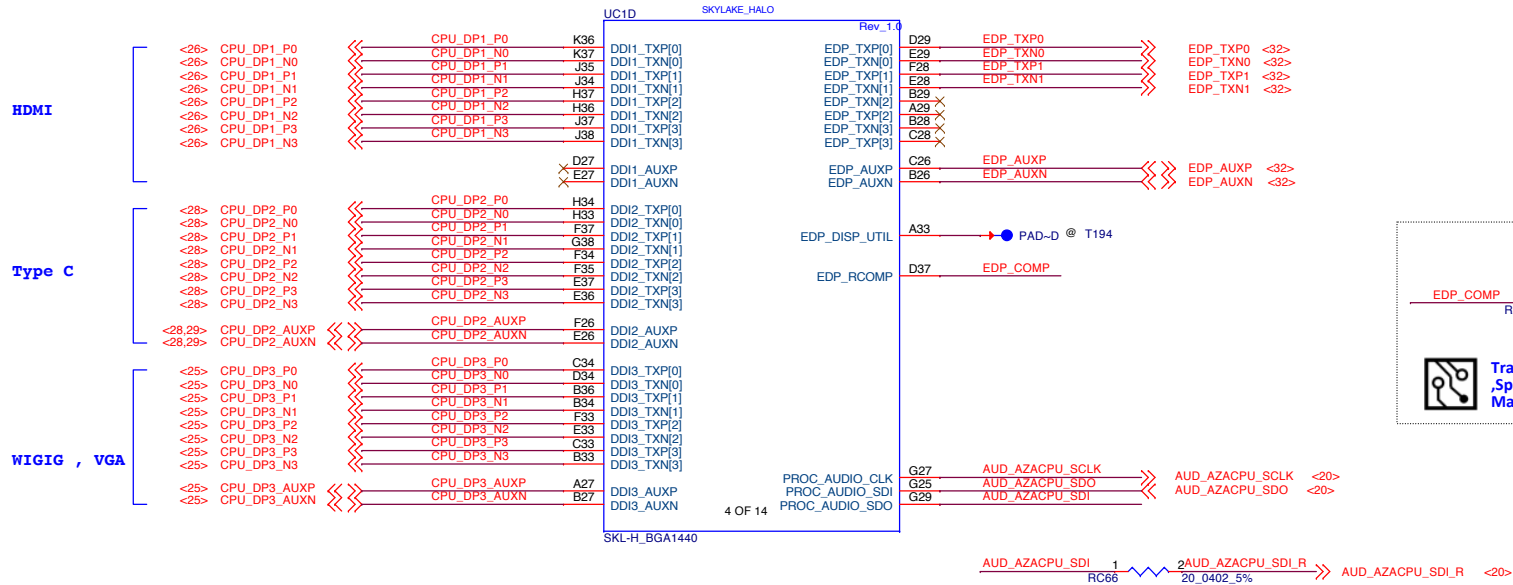 UC1D SKYLAKE_HALO
Rev_1.0
HDMI
<26> CPU_DP1_P0 CPU_DP1_P0 K36 DDI1_TXP[0]
<26> CPU_DP1_N0 CPU_DP1_N0 K37 DDI1_TXN[0]
<26> CPU_DP1_P1 CPU_DP1_P1 J35 DDI1_TXP[1]
<26> CPU_DP1_N1 CPU_DP1_N1 J34 DDI1_TXN[1]
<26> CPU_DP1_P2 CPU_DP1_P2 H37 DDI1_TXP[2]
<26> CPU_DP1_N2 CPU_DP1_N2 H36 DDI1_TXN[2]
<26> CPU_DP1_P3 CPU_DP1_P3 J37 DDI1_TXP[3]
<26> CPU_DP1_N3 CPU_DP1_N3 J38 DDI1_TXN[3]
D27 DDI1_AUXP
E27 DDI1_AUXN
Type C
<28> CPU_DP2_P0 CPU_DP2_P0 H34 DDI2_TXP[0]
<28> CPU_DP2_N0 CPU_DP2_N0 H33 DDI2_TXN[0]
<28> CPU_DP2_P1 CPU_DP2_P1 F37 DDI2_TXP[1]
<28> CPU_DP2_N1 CPU_DP2_N1 G38 DDI2_TXN[1]
<28> CPU_DP2_P2 CPU_DP2_P2 F34 DDI2_TXP[2]
<28> CPU_DP2_N2 CPU_DP2_N2 F35 DDI2_TXN[2]
<28> CPU_DP2_P3 CPU_DP2_P3 E37 DDI2_TXP[3]
<28> CPU_DP2_N3 CPU_DP2_N3 E36 DDI2_TXN[3]
<28,29> CPU_DP2_AUXP CPU_DP2_AUXP F26 DDI2_AUXP
<28,29> CPU_DP2_AUXN CPU_DP2_AUXN E26 DDI2_AUXN
WIGIG , VGA
<25> CPU_DP3_P0 CPU_DP3_P0 C34 DDI3_TXP[0]
<25> CPU_DP3_N0 CPU_DP3_N0 D34 DDI3_TXN[0]
<25> CPU_DP3_P1 CPU_DP3_P1 B36 DDI3_TXP[1]
<25> CPU_DP3_N1 CPU_DP3_N1 B34 DDI3_TXN[1]
<25> CPU_DP3_P2 CPU_DP3_P2 F33 DDI3_TXP[2]
<25> CPU_DP3_N2 CPU_DP3_N2 E33 DDI3_TXN[2]
<25> CPU_DP3_P3 CPU_DP3_P3 C33 DDI3_TXP[3]
<25> CPU_DP3_N3 CPU_DP3_N3 B33 DDI3_TXN[3]
<25> CPU_DP3_AUXP CPU_DP3_AUXP A27 DDI3_AUXP
<25> CPU_DP3_AUXN CPU_DP3_AUXN B27 DDI3_AUXN
EDP_TXP[0] D29 EDP_TXP0 EDP_TXP0 <32>
EDP_TXN[0] E29 EDP_TXN0 EDP_TXN0 <32>
EDP_TXP[1] F28 EDP_TXP1 EDP_TXP1 <32>
EDP_TXN[1] E28 EDP_TXN1 EDP_TXN1 <32>
EDP_TXN[2] B29
EDP_TXP[2] A29
EDP_TXN[3] B28
EDP_TXP[3] C28
EDP_AUXP C26 EDP_AUXP EDP_AUXP <32>
EDP_AUXN B26 EDP_AUXN EDP_AUXN <32>
EDP_DISP_UTIL A33 PAD~D @ T194
EDP_RCOMP D37 EDP_COMP
PROC_AUDIO_CLK G27 AUD_AZACPU_SCLK AUD_AZACPU_SCLK <20>
PROC_AUDIO_SDI G25 AUD_AZACPU_SDO AUD_AZACPU_SDO <20>
PROC_AUDIO_SDO G29 AUD_AZACPU_SDI
4 OF 14
SKL-H_BGA1440
EDP_COMP
R
Tra
,Sp
Ma
AUD_AZACPU_SDI 1 2 AUD_AZACPU_SDI_R AUD_AZACPU_SDI_R <20>
RC66 20_0402_5%